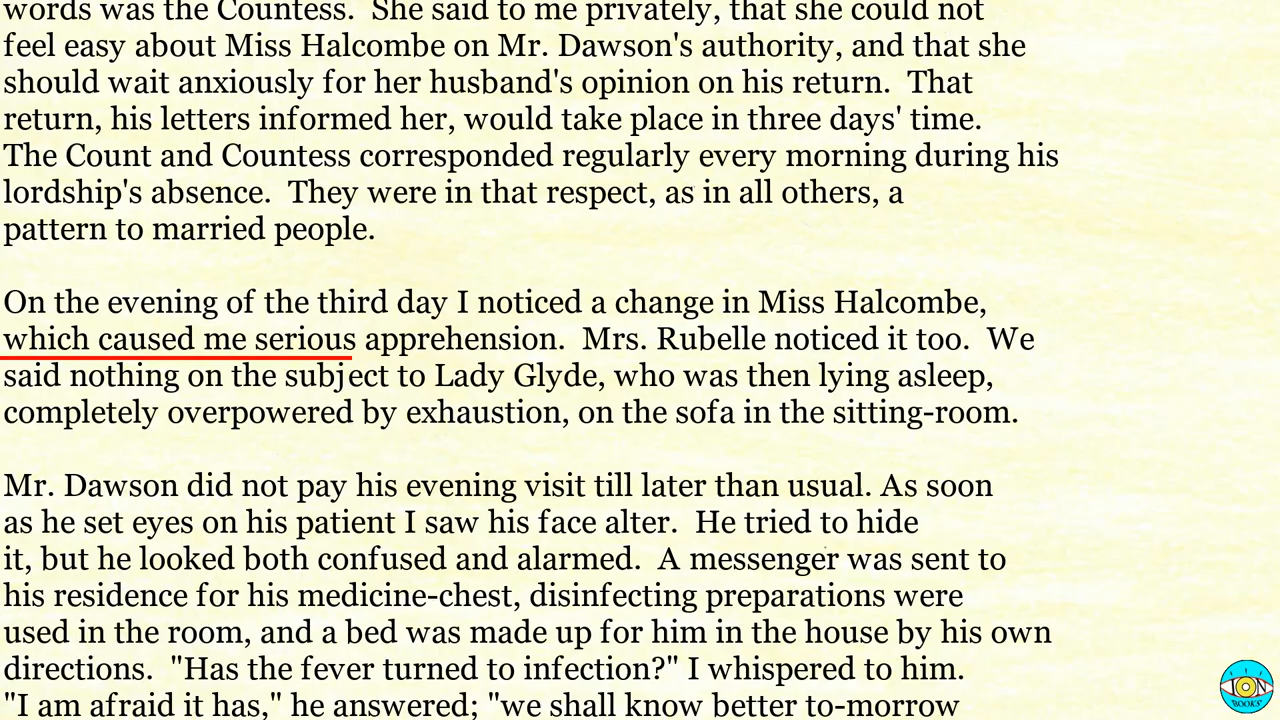 words was the Countess.  She said to me privately, that she could not
feel easy about Miss Halcombe on Mr. Dawson's authority, and that she
should wait anxiously for her husband's opinion on his return.  That
return, his letters informed her, would take place in three days' time.
The Count and Countess corresponded regularly every morning during his
lordship's absence.  They were in that respect, as in all others, a
pattern to married people.

On the evening of the third day I noticed a change in Miss Halcombe,
which caused me serious apprehension.  Mrs. Rubelle noticed it too.  We
said nothing on the subject to Lady Glyde, who was then lying asleep,
completely overpowered by exhaustion, on the sofa in the sitting-room.

Mr. Dawson did not pay his evening visit till later than usual. As soon
as he set eyes on his patient I saw his face alter.  He tried to hide
it, but he looked both confused and alarmed.  A messenger was sent to
his residence for his medicine-chest, disinfecting preparations were
used in the room, and a bed was made up for him in the house by his own
directions.  "Has the fever turned to infection?" I whispered to him.
"I am afraid it has," he answered; "we shall know better to-morrow
ION
BOOKS